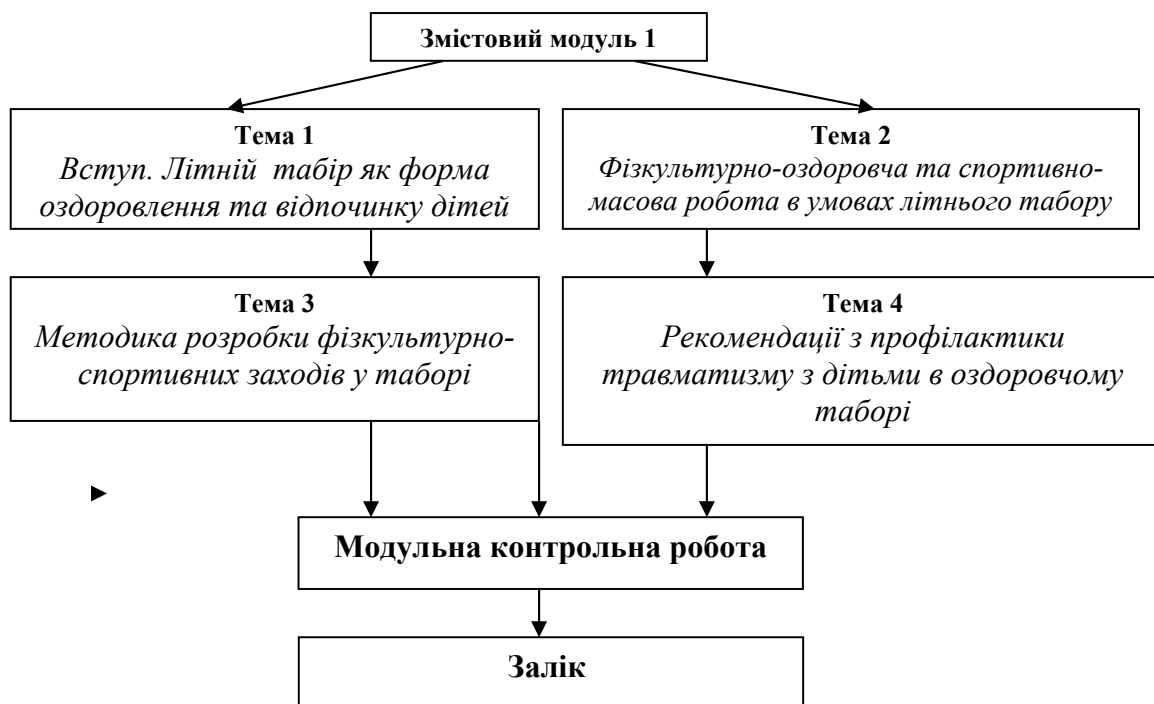 Змістовий модуль 1
Тема 1
Вступ. Літній табір як форма
оздоровлення та відпочинку дітей
Тема 2
Фізкультурно-оздоровча та спортивно-
масова робота в умовах літнього табору
Тема 3
Методика розробки фізкультурно-
спортивних заходів у таборі
Тема 4
Рекомендації з профілактики
травматизму з дітьми в оздоровчому
таборі
Модульна контрольна робота
Залік